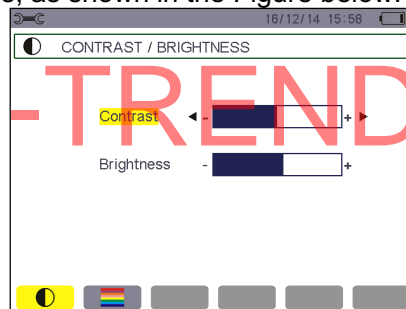 , as shown in the Figure below.
16/12/14 15:58
CONTRAST / BRIGHTNESS
-TREND
Contrast - +
Brightness - +